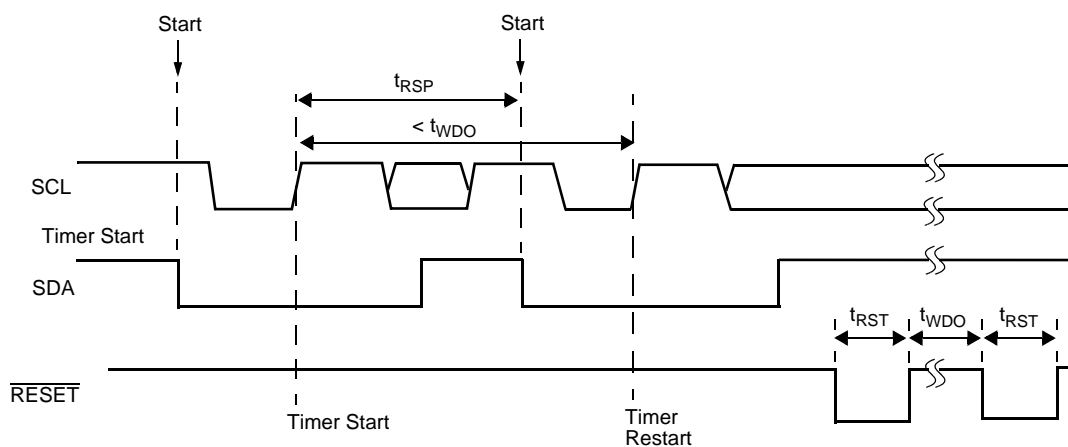 Start
Start
tRSP
< tWDO
SCL
Timer Start
SDA
tRST
tWDO
tRST
RESET
Timer Start
Timer
Restart